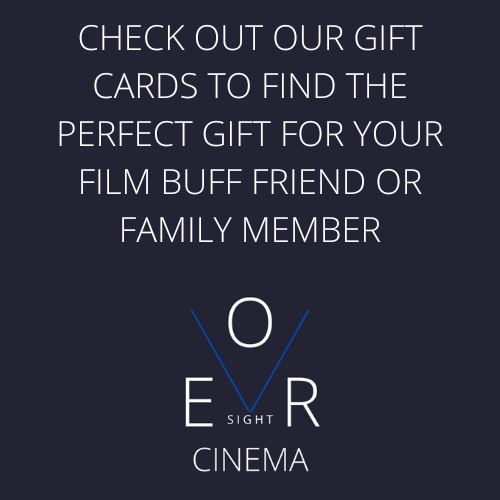 CHECK OUT OUR GIFT
CARDS TO FIND THE
PERFECT GIFT FOR YOUR
FILM BUFF FRIEND OR
FAMILY MEMBER
O
V
E SIGHT R
CINEMA